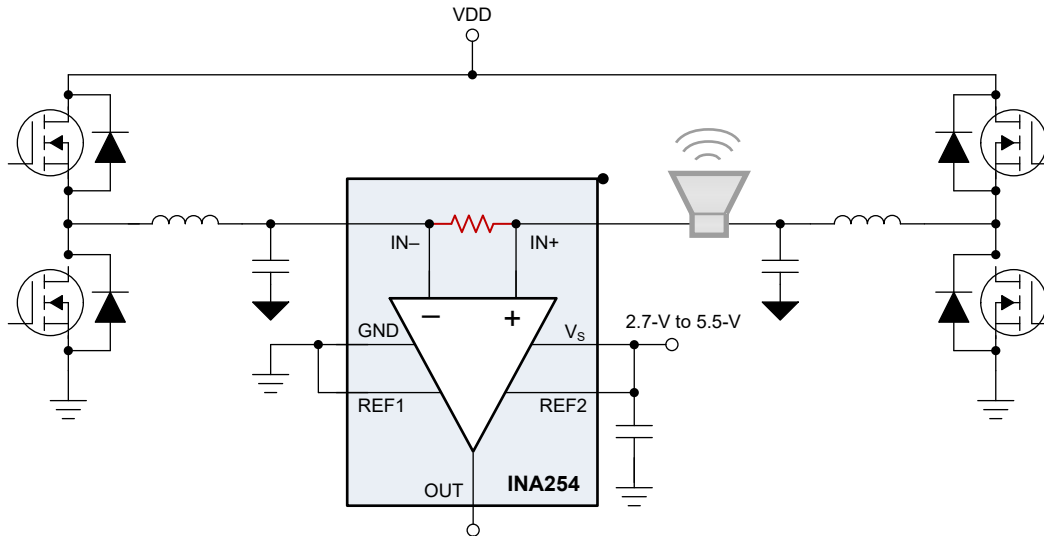 VDD
IN– IN+
GND VS 2.7-V to 5.5-V
REF1 REF2
OUT INA254